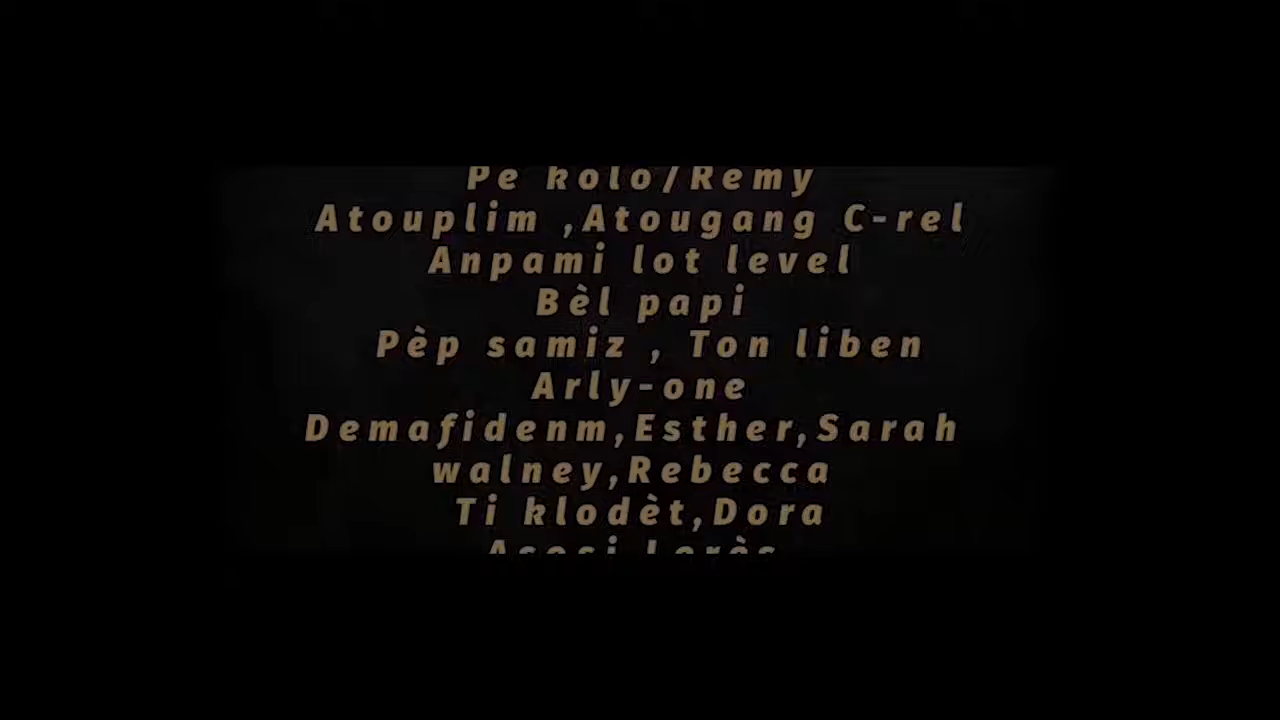 Pe kolo/Remy
Atouplim ,Atougang C-rel
Anpami lot level
Bèl papi
Pèp samiz , Ton liben
Arly-one
Demafidenm,Esther,Sarah
walney,Rebecca
Ti klodèt,Dora